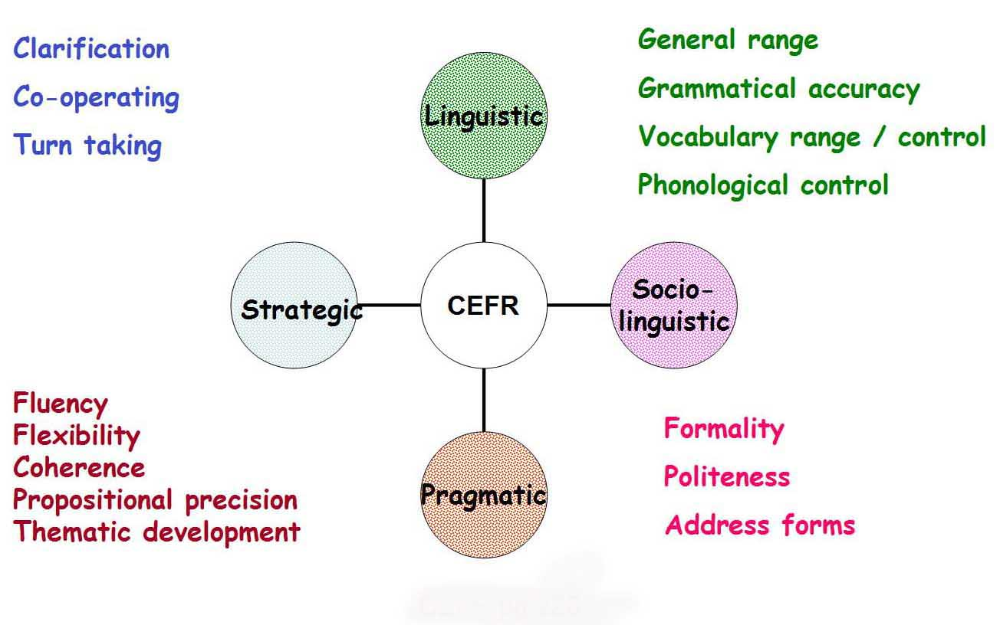 Clarification
Co-operating
Turn taking
General range
Grammatical accuracy
Vocabulary range / control
Phonological control
Linguistic
Strategic
CEFR
Socio-
linguistic
Fluency
Flexibility
Coherence
Propositional precision
Thematic development
Pragmatic
Formality
Politeness
Address forms